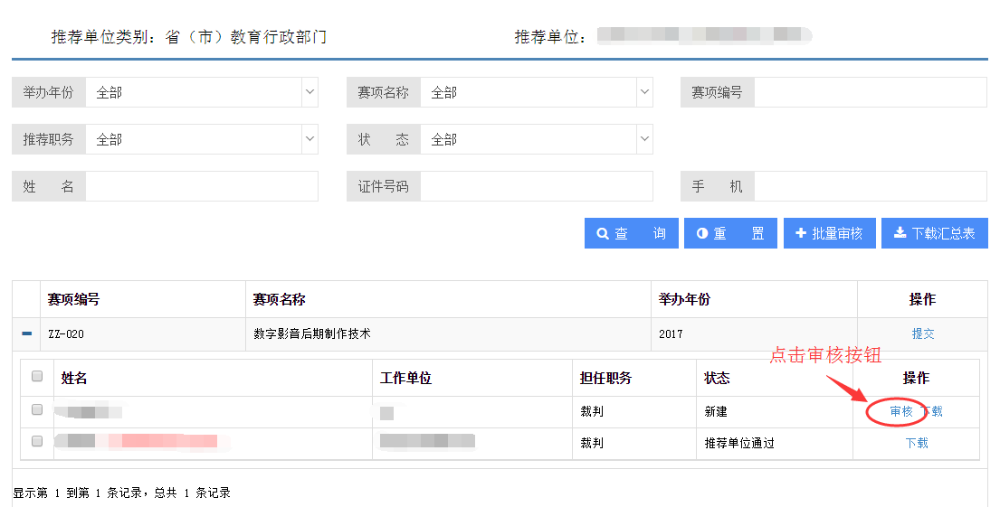 推荐单位类别：省（市）教育行政部门 推荐单位：
举办年份 全部 赛项名称 全部 赛项编号
推荐职务 全部 状 态 全部
姓 名 证件号码 手 机
查 询 重 置 批量审核 下载汇总表
赛项编号 赛项名称 举办年份 操作
ZZ-020 数字影音后期制作技术 2017 提交
点击审核按钮
姓名 工作单位 担任职务 状态 操作
裁判 新建 审核 下载
裁判 推荐单位通过 下载
显示第 1 到第 1 条记录，总共 1 条记录